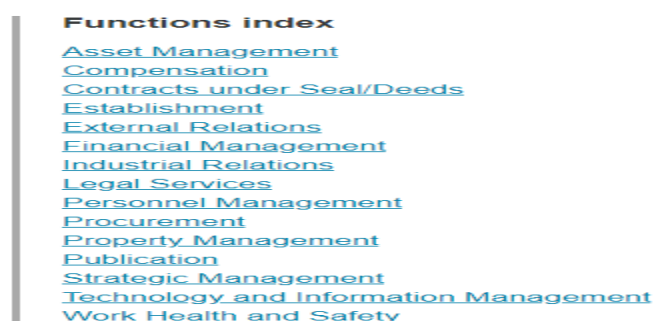 Functions index
Asset Management
Compensation
Contracts under Seal/Deeds
Establishment
External Relations
Financial Management
Industrial Relations
Legal Services
Personnel Management
Procurement
Property Management
Publication
Strategic Management
Technology and Information Management
Work Health and Safety